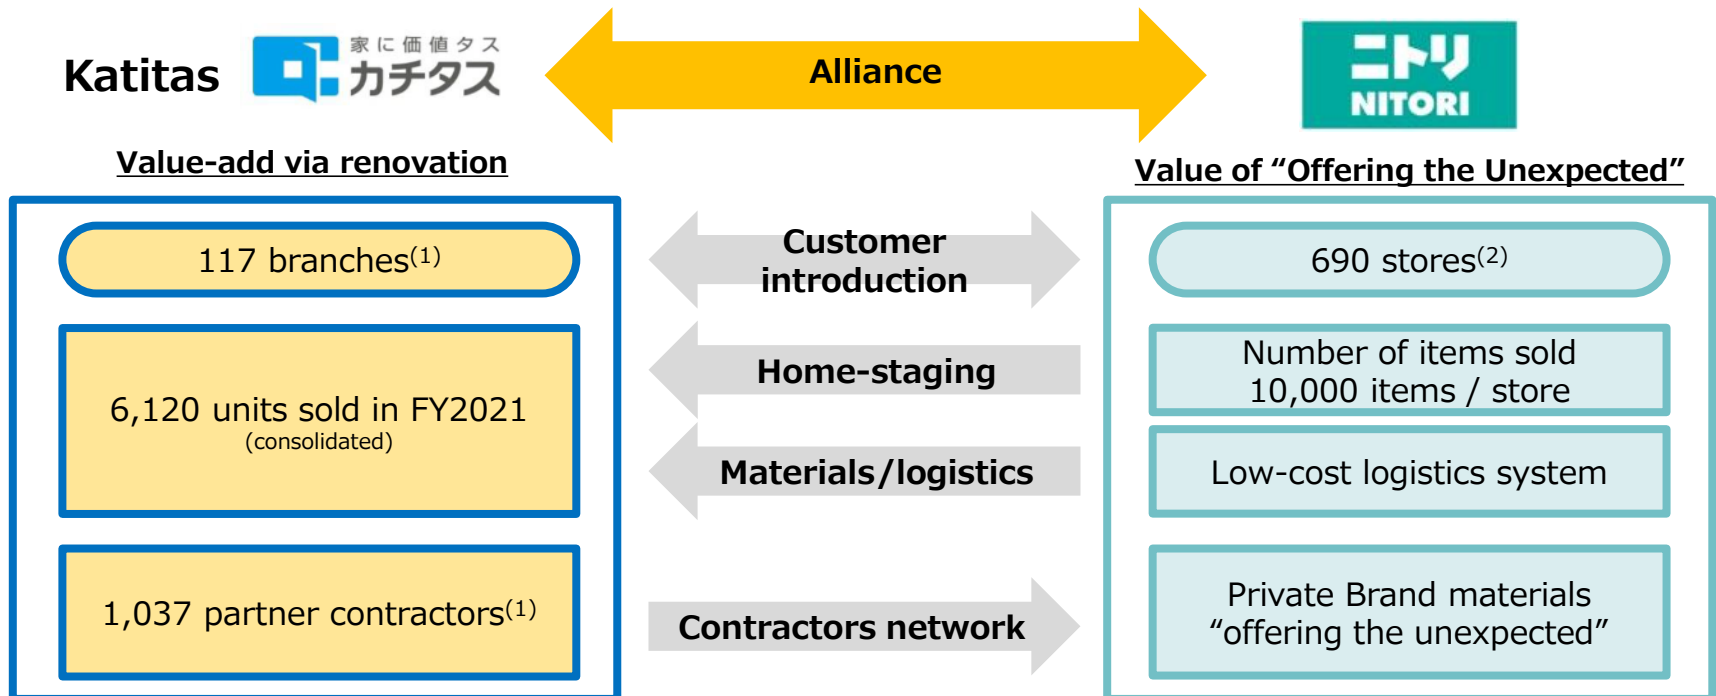 Katitas
家に価値タス
カチタス
Alliance
ニトリ
NITORI
Value-add via renovation
Value of “Offering the Unexpected”
117 branches(1)
Customer
introduction
690 stores(2)
6,120 units sold in FY2021
(consolidated)
Home-staging
Number of items sold
10,000 items / store
Materials/logistics
Low-cost logistics system
1,037 partner contractors(1)
Contractors network
Private Brand materials
“offering the unexpected”